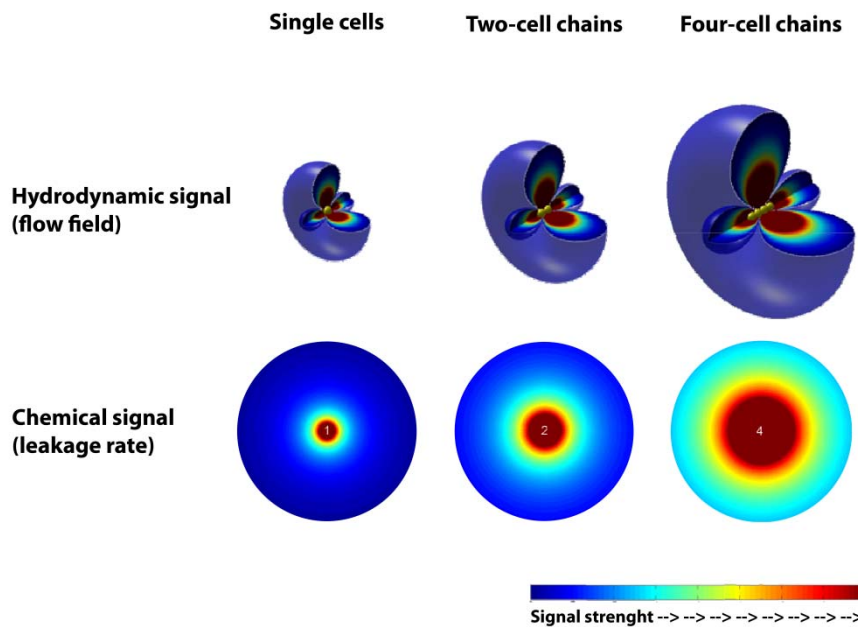 Single cells
Two-cell chains
Four-cell chains
Hydrodynamic signal
(flow field)
1
2
4
Chemical signal
(leakage rate)
Signal strenght --> --> --> --> --> --> -->